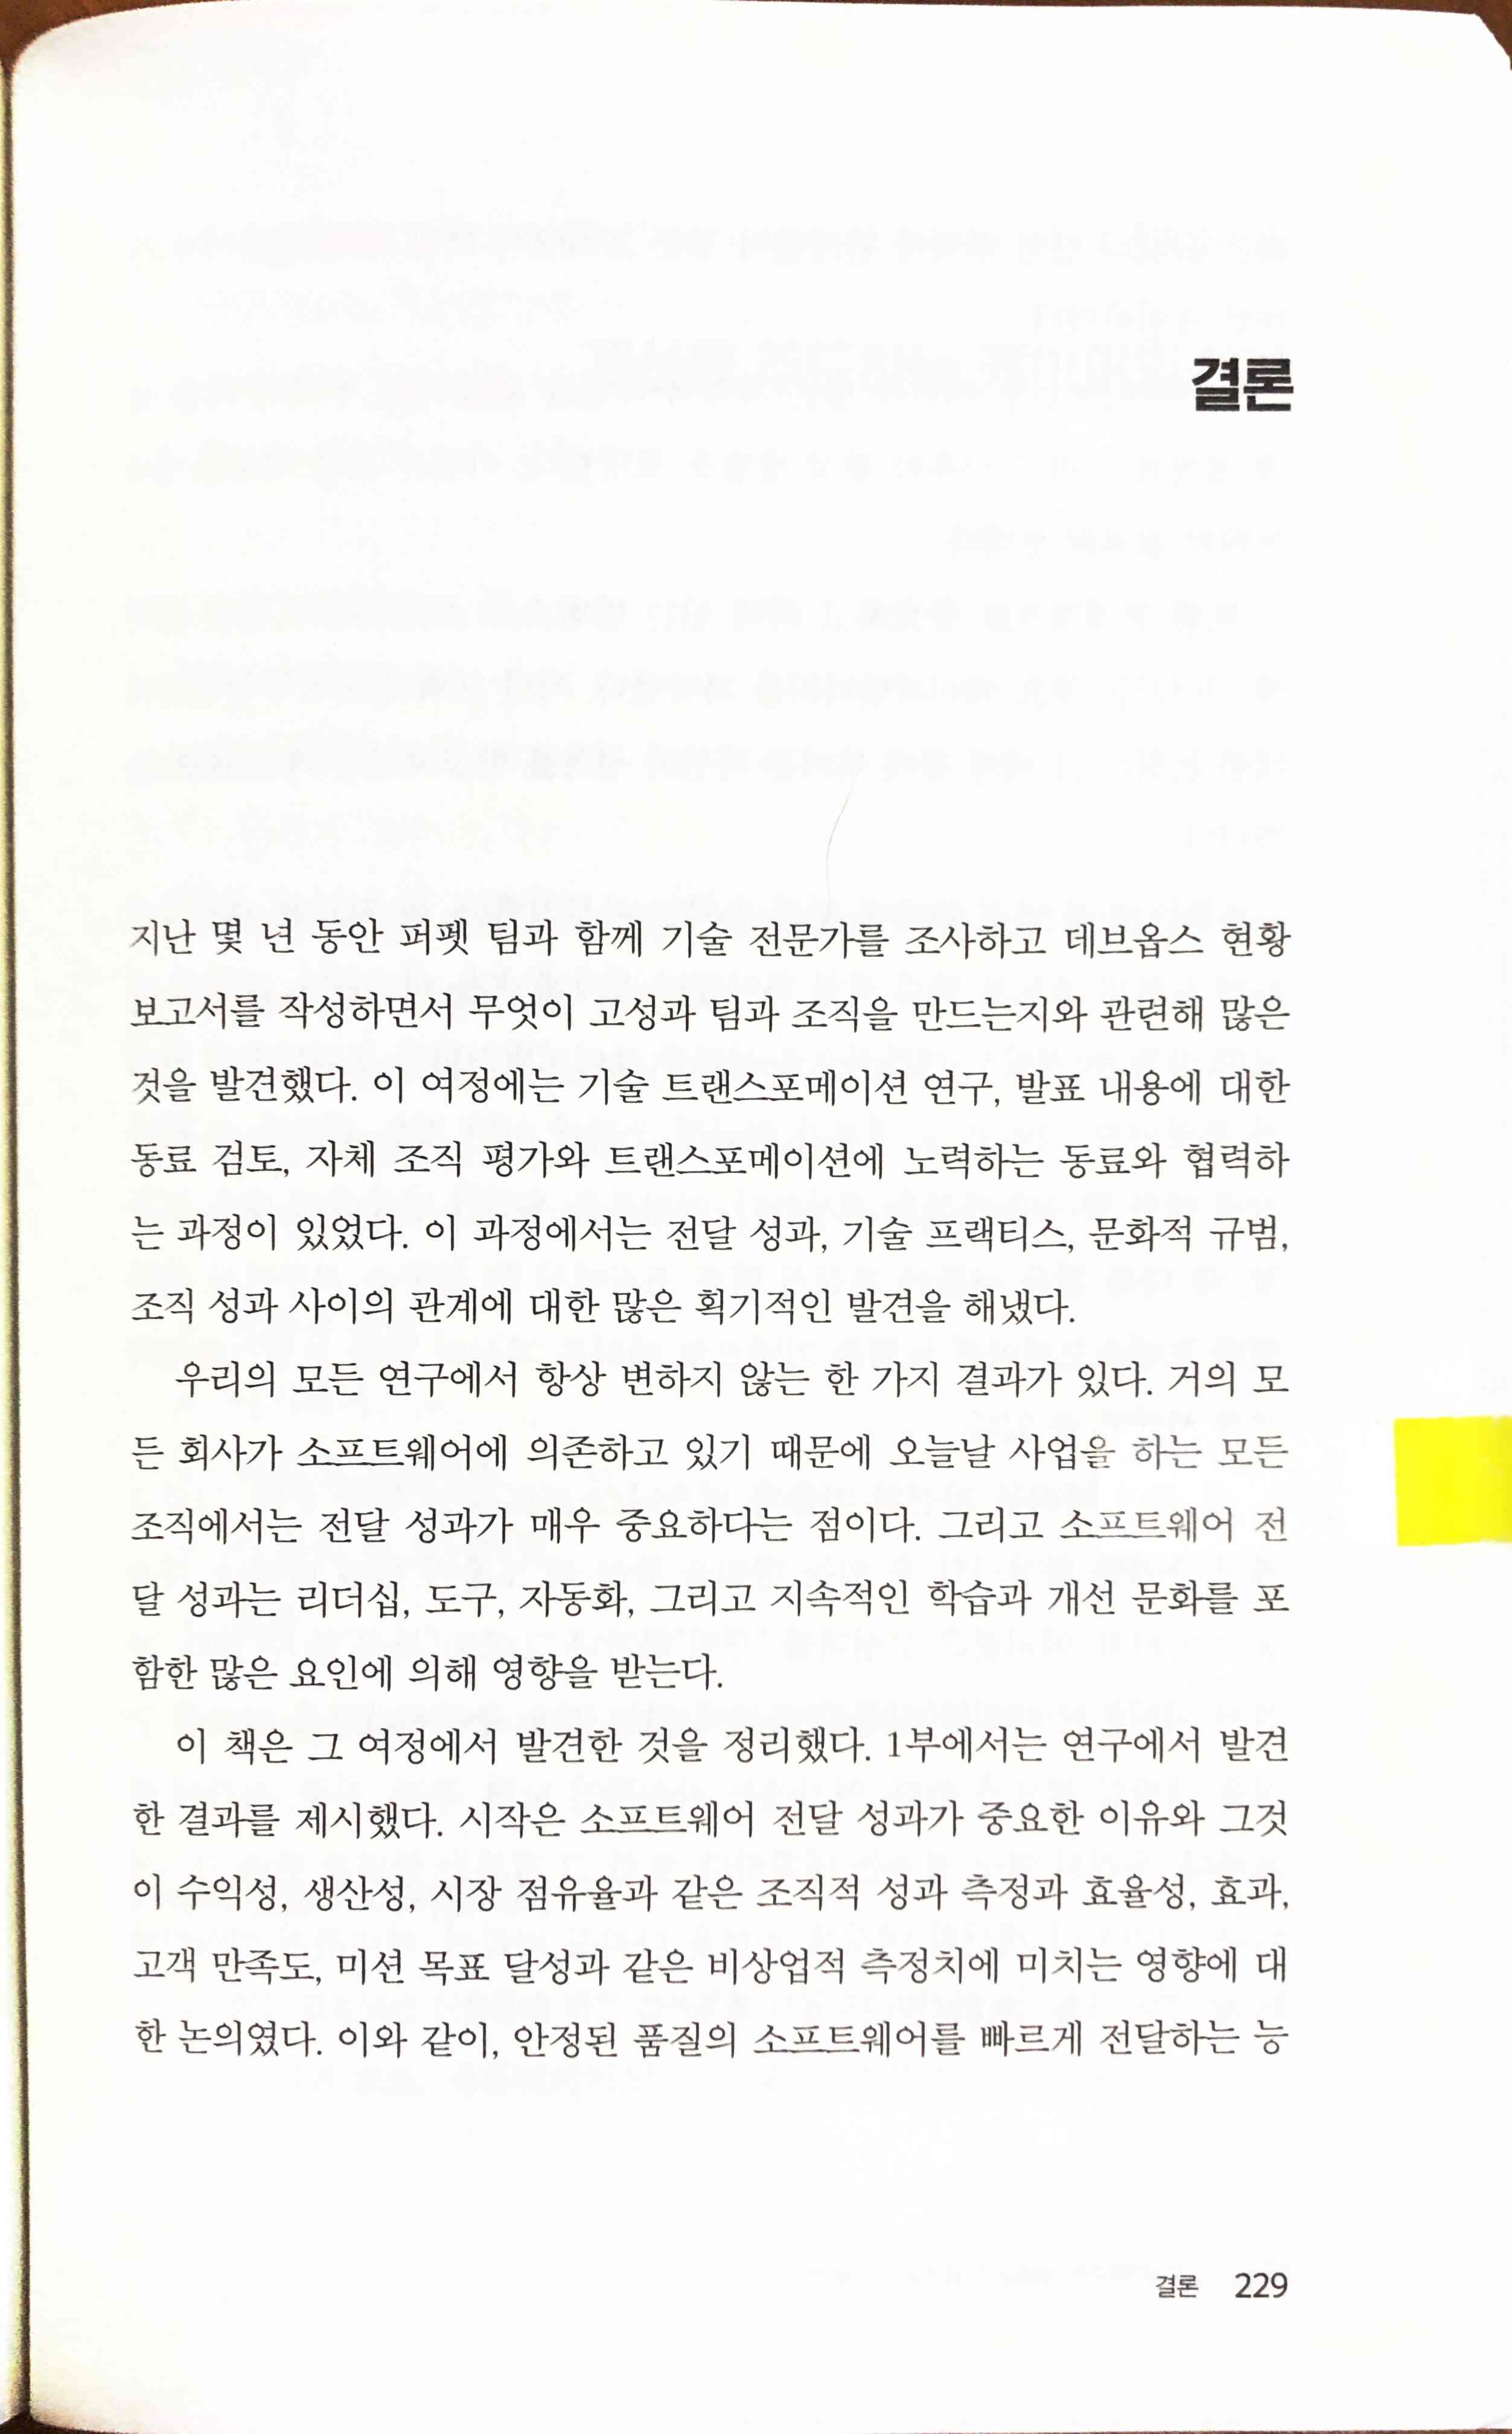 결론
지난 몇 년 동안 퍼펫 팀과 함께 기술 전문가를 조사하고 데브옵스 현황
보고서를 작성하면서 무엇이 고성과 팀과 조직을 만드는지와 관련해 많은
것을 발견했다. 이 여정에는 기술 트랜스포메이션 연구, 발표 내용에 대한
동료 검토, 자체 조직 평가와 트랜스포메이션에 노력하는 동료와 협력하
는 과정이 있었다. 이 과정에서는 전달 성과, 기술 프랙티스, 문화적 규범,
조직 성과 사이의 관계에 대한 많은 획기적인 발견을 해냈다.
우리의 모든 연구에서 항상 변하지 않는 한 가지 결과가 있다. 거의 모
든 회사가 소프트웨어에 의존하고 있기 때문에 오늘날 사업을 하는 모든
조직에서는 전달 성과가 매우 중요하다는 점이다. 그리고 소프트웨어 전
달 성과는 리더십, 도구, 자동화, 그리고 지속적인 학습과 개선 문화를 포
함한 많은 요인에 의해 영향을 받는다.
이 책은 그 여정에서 발견한 것을 정리했다. 1부에서는 연구에서 발견
한 결과를 제시했다. 시작은 소프트웨어 전달 성과가 중요한 이유와 그것
이 수익성, 생산성, 시장 점유율과 같은 조직적 성과 측정과 효율성, 효과,
고객 만족도, 미션 목표 달성과 같은 비상업적 측정치에 미치는 영향에 대
한 논의였다. 이와 같이, 안정된 품질의 소프트웨어를 빠르게 전달하는 능
결론 229